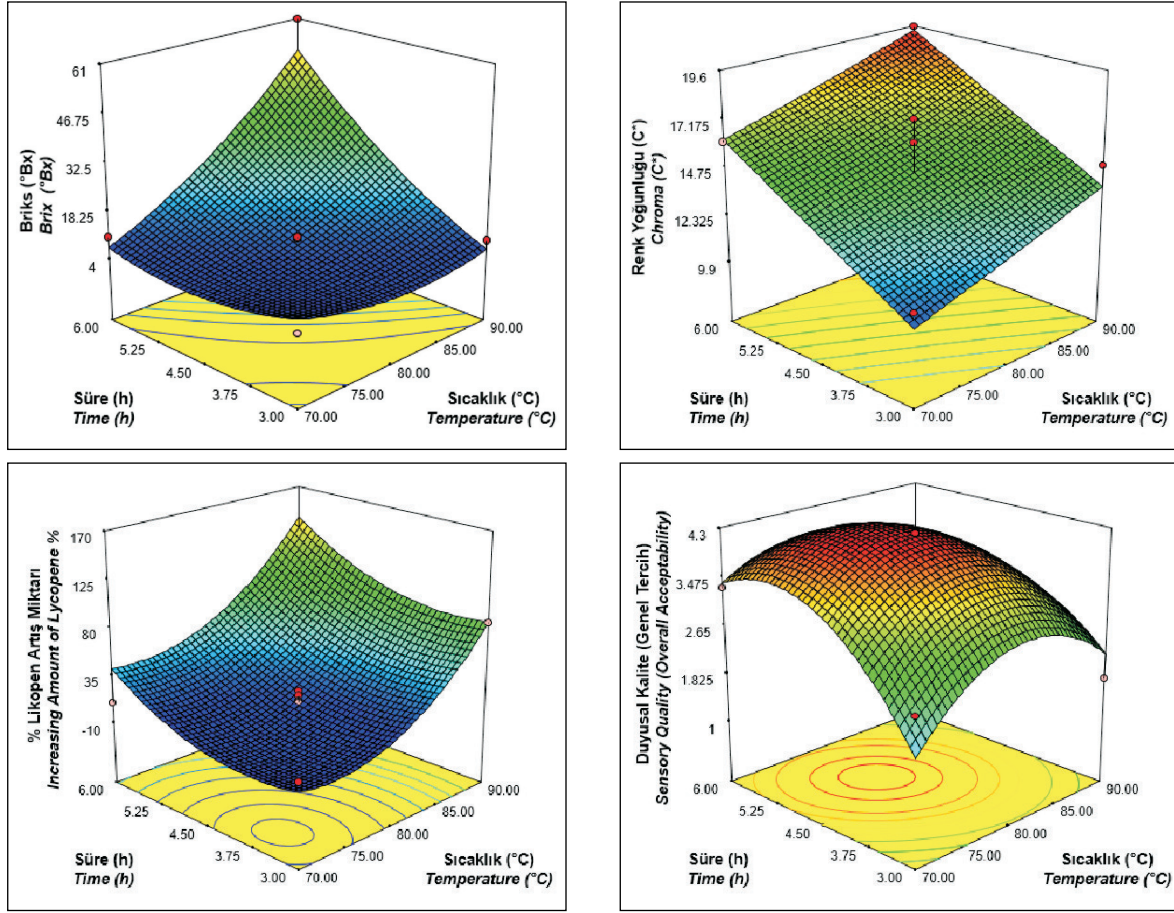 Briks (°Bx)
Brix (°Bx)
61
46.75
32.5
18.25
4
6.00
5.25
4.50
3.75
3.00
70.00
75.00
80.00
85.00
90.00
Süre (h)
Time (h)
Sıcaklık (°C)
Temperature (°C)
Renk Yoğunluğu (C*)
Chroma (C*)
19.6
17.175
14.75
12.325
9.9
6.00
5.25
4.50
3.75
3.00
70.00
75.00
80.00
85.00
90.00
Süre (h)
Time (h)
Sıcaklık (°C)
Temperature (°C)
% Likopen Artış Miktarı
Increasing Amount of Lycopene %
170
125
80
35
-10
6.00
5.25
4.50
3.75
3.00
70.00
75.00
80.00
85.00
90.00
Süre (h)
Time (h)
Sıcaklık (°C)
Temperature (°C)
Duyusal Kalite (Genel Tercih)
Sensory Quality (Overall Acceptability)
4.3
3.475
2.65
1.825
1
6.00
5.25
4.50
3.75
3.00
70.00
75.00
80.00
85.00
90.00
Süre (h)
Time (h)
Sıcaklık (°C)
Temperature (°C)